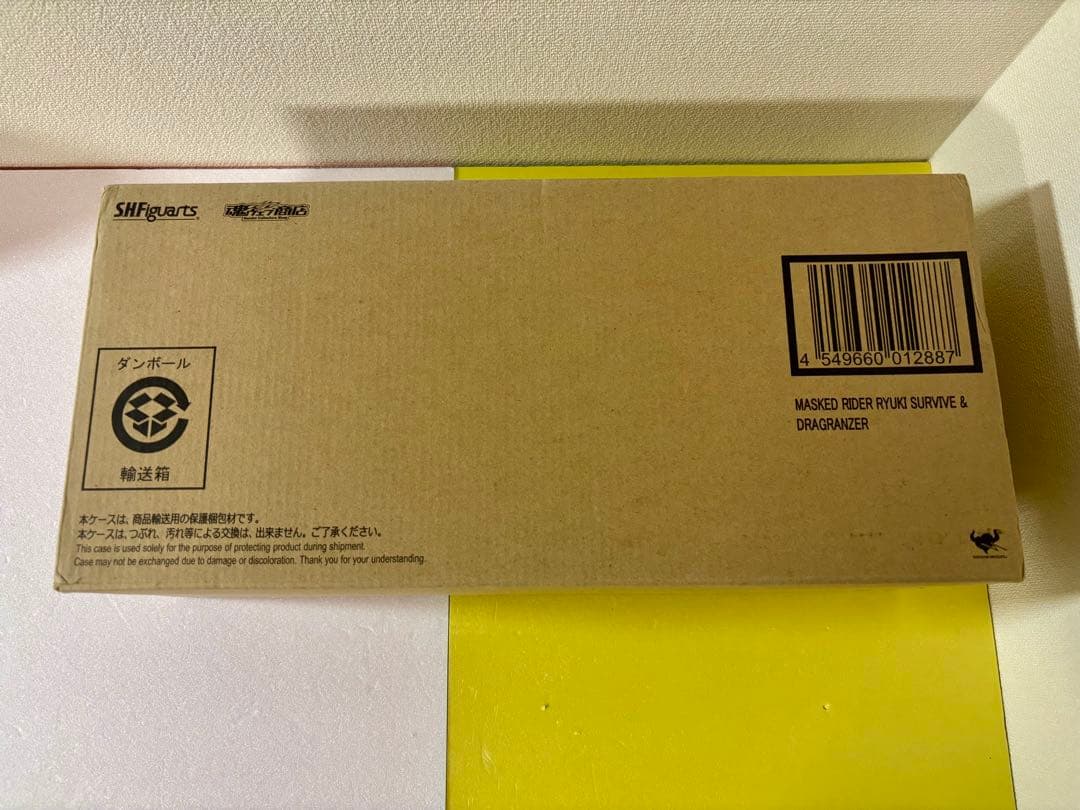 S.H.Figuarts
魂ウェブ商店
4 549660 012887
MASKED RIDER RYUKI SURVIVE &
DRAGRANZER
ダンボール
輸送箱
本ケースは、商品輸送用の保護梱包材です。
本ケースは、つぶれ、汚れ等による交換は、出来ません。ご了承ください。
This case is used solely for the purpose of protecting product during shipment.
Case may not be exchanged due to damage or discoloration. Thank you for your understanding.